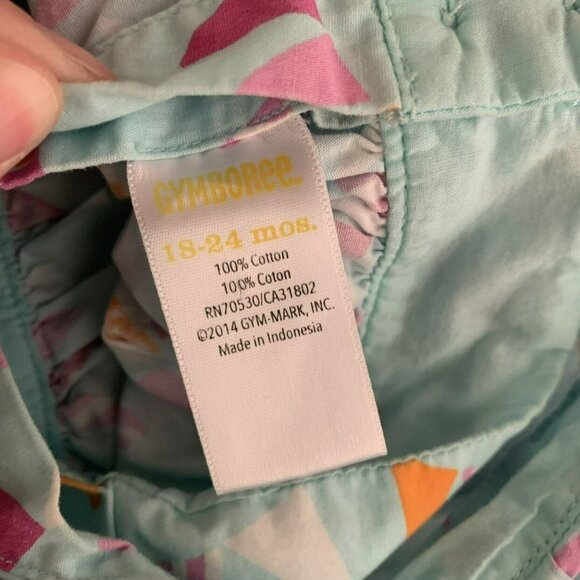 GYMBOREE.
18-24 mos.
100% Cotton
100% Coton
RN70530/CA31802
©2014 GYM-MARK, INC.
Made in Indonesia